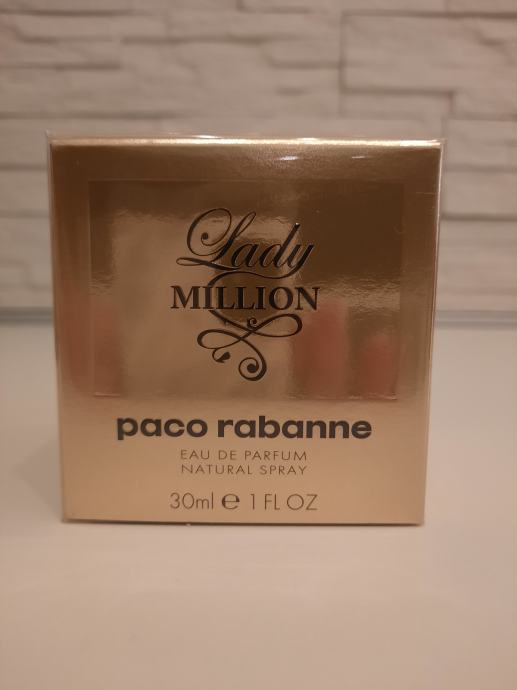 Lady
MILLION
paco rabanne
EAU DE PARFUM
NATURAL SPRAY
30ml ℮ 1 FL OZ